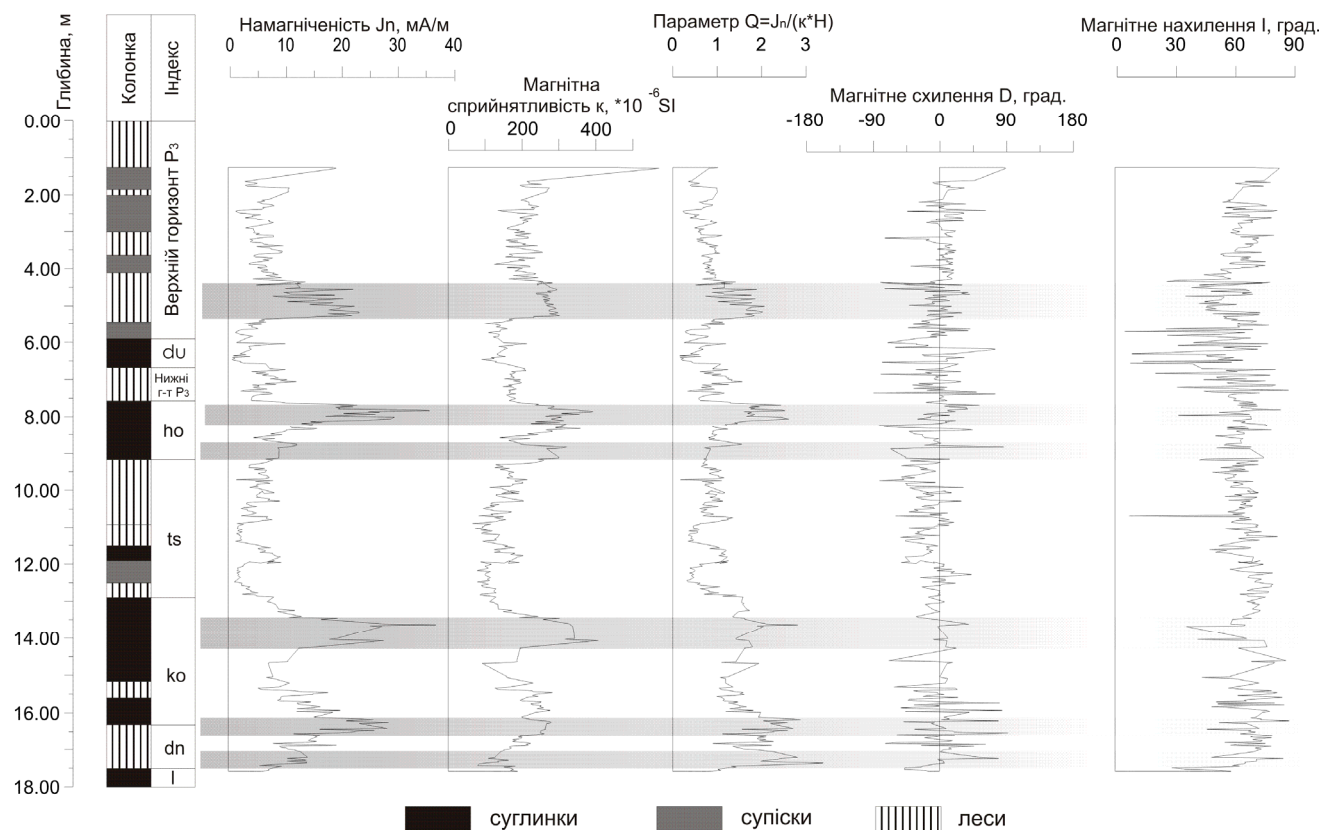 Намагніченість Jn, мА/м
0 10 20 30 40
Параметр Q=Jn/(к*Н)
0 1 2 3
Магнітне нахилення I, град.
0 30 60 90
Магнітна
сприйнятливість к, *10 -6SI
0 200 400
Магнітне схилення D, град.
-180 -90 0 90 180
Глибина, м
Колонка
Індекс
0.00
2.00
4.00
6.00
8.00
10.00
12.00
14.00
16.00
18.00
Верхній горизонт P3
du
Нижні
г-т P3
ho
ts
ko
dn
l
суглинки
супіски
леси